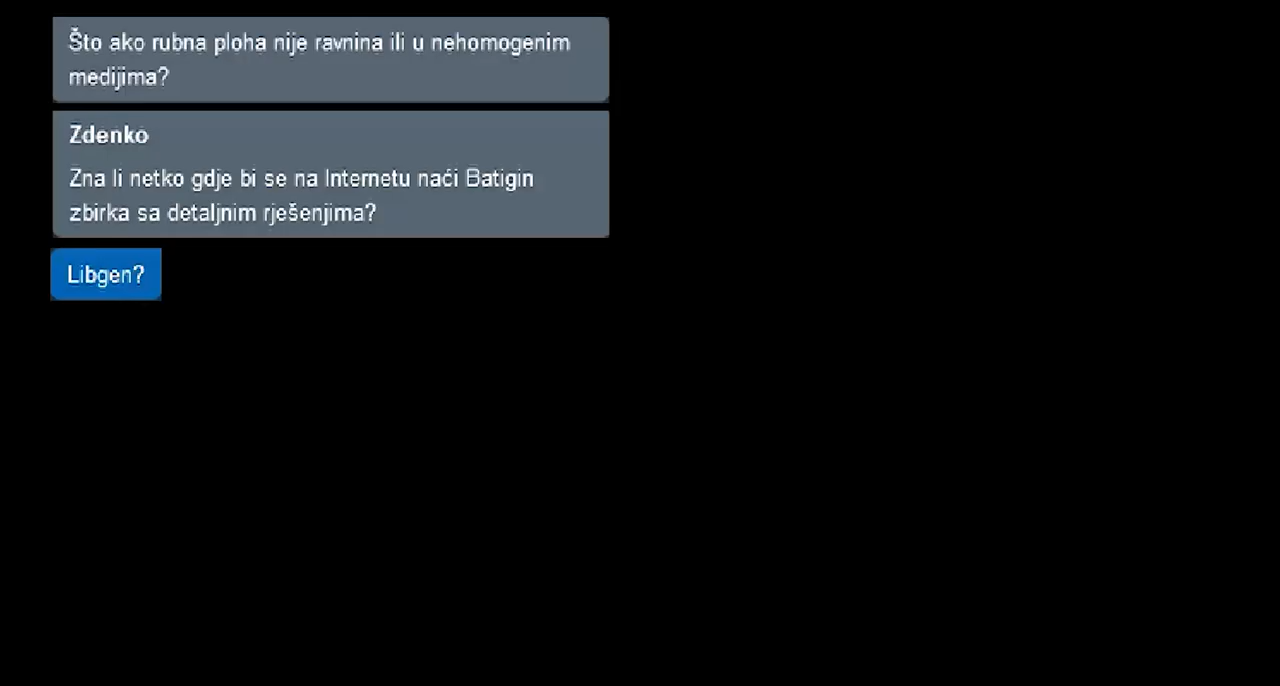 Što ako rubna ploha nije ravnina ili u nehomogenim
medijima?
Zdenko
Zna li netko gdje bi se na Internetu naći Batigin
zbirka sa detaljnim rješenjima?
Libgen?